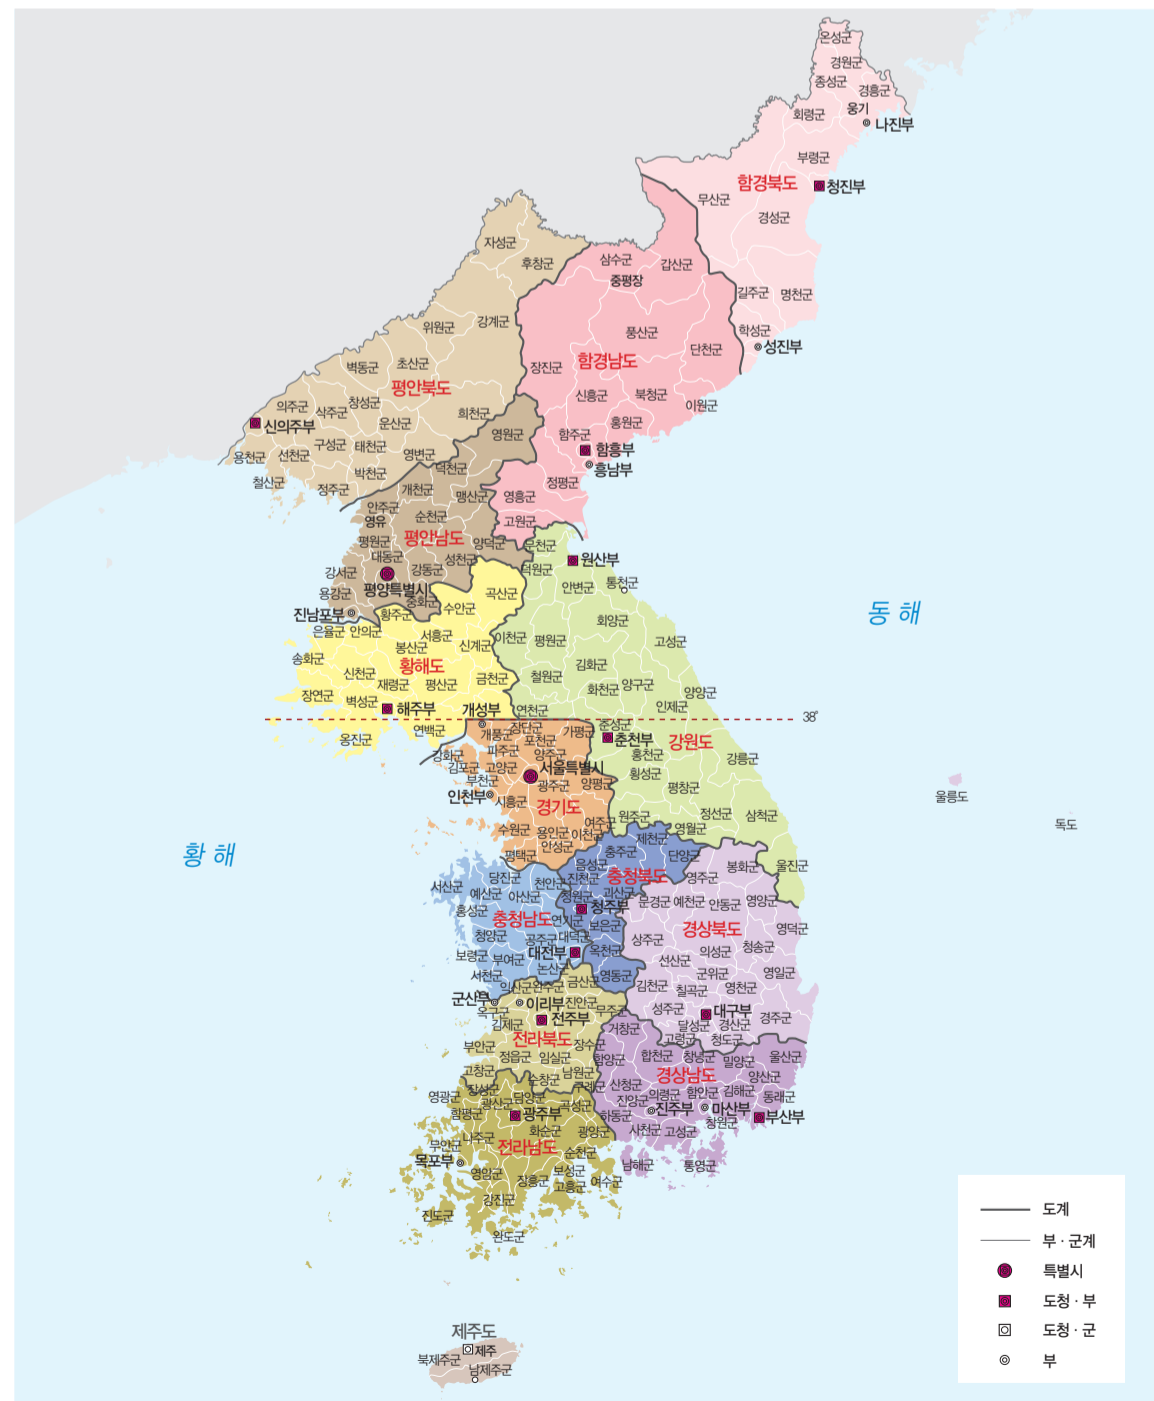 온성군
경원군
종성군
경흥군
웅기
회령군
나진부
부령군
함경북도
청진부
무산군
경성군
자성군
후창군
삼수군
갑산군
중평장
길주군
명천군
위원군
강계군
풍산군
학성군
성진부
단천군
벽동군
초산군
장진군
함경남도
평안북도
의주군
삭주군
창성군
신흥군
북청군
이원군
신의주부
운산군
희천군
홍원군
영원군
함주군
함흥부
흥남부
용천군
선천군
구성군
태천군
영변군
덕천군
철산군
정주군
박천군
개천군
맹산군
영흥군
정평군
안주군
영유
순천군
고원군
평원군
평안남도
양덕군
문천군
원산부
대동군
성천군
강서군
강동군
덕원군
용강군
평양특별시
중화군
곡산군
안변군
통천군
진남포부
황주군
수안군
회양군
은율군
안의군
서흥군
이천군
평원군
고성군
동해
송화군
봉산군
신계군
황해도
신천군
재령군
평산군
금천군
철원군
김화군
장연군
벽성군
해주부
개성부
연천군
화천군
양구군
양양군
인제군
38°
옹진군
연백군
개풍군
장단군
포천군
가평군
춘성군
춘천부
강원도
강화군
파주군
양주군
홍천군
강릉군
김포군
고양군
서울특별시
횡성군
부천군
광주군
양평군
평창군
인천부
시흥군
경기도
울릉도
수원군
용인군
이천군
여주군
원주군
정선군
삼척군
독도
안성군
영월군
평택군
충주군
제천군
단양군
황해
음성군
봉화군
울진군
서산군
당진군
천안군
진천군
충청북도
영주군
예산군
아산군
청원군
괴산군
문경군
예천군
안동군
영양군
홍성군
충청남도
연기군
청주부
경상북도
영덕군
청양군
공주군
대덕군
보은군
상주군
의성군
청송군
보령군
부여군
대전부
옥천군
선산군
서천군
논산군
금산군
영동군
김천군
군위군
영일군
칠곡군
영천군
군산부
익산군
완주군
이리부
진안군
무주군
성주군
대구부
경주군
옥구군
김제군
전주부
거창군
달성군
경산군
고령군
청도군
부안군
전라북도
장수군
정읍군
임실군
함양군
합천군
창녕군
밀양군
울산군
고창군
순창군
남원군
경상남도
양산군
영광군
장성군
담양군
구례군
산청군
의령군
함안군
김해군
동래군
광산군
곡성군
진양군
함평군
광주부
하동군
진주부
마산부
부산부
화순군
광양군
사천군
고성군
창원군
나주군
전라남도
무안군
순천군
남해군
통영군
목포부
영암군
보성군
장흥군
고흥군
여수군
강진군
진도군
완도군
제주도
제주
북제주군
남제주군
도계
부·군계
특별시
도청·부
도청·군
부